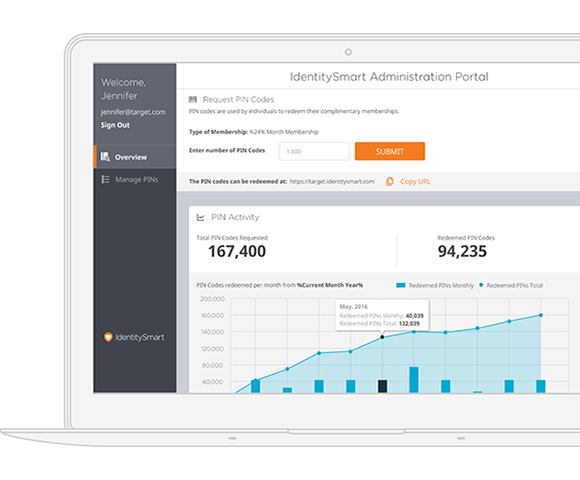 Welcome,
Jennifer
jennifer@target.com
Sign Out
Overview
Manage PINs
IdentitySmart
IdentitySmart Administration Portal
Request PIN Codes
PIN codes are used by individuals to redeem their complimentary memberships.
Type of Membership: %24% Month Membership
Enter number of PIN Codes
1,000
SUBMIT
The PIN codes can be redeemed at: https://target.identitysmart.com
Copy URL
PIN Activity
Total PIN Codes Requested
167,400
Redeemed PIN Codes
94,235
PIN Codes redeemed per month from %Current Month Year%
Redeemed PINs Monthly
Redeemed PINs Total
200,000
160,000
140,000
120,000
100,000
80,000
40,000
May, 2016
Redeemed PINs Monthy: 40,039
Redeemed PINs Total: 132,039